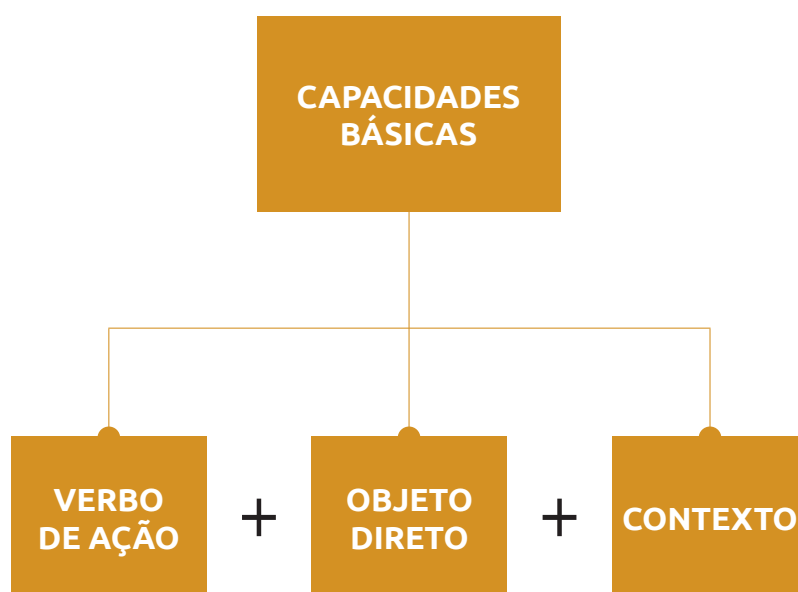 CAPACIDADES
BÁSICAS
VERBO
DE AÇÃO
+
OBJETO
DIRETO
+
CONTEXTO